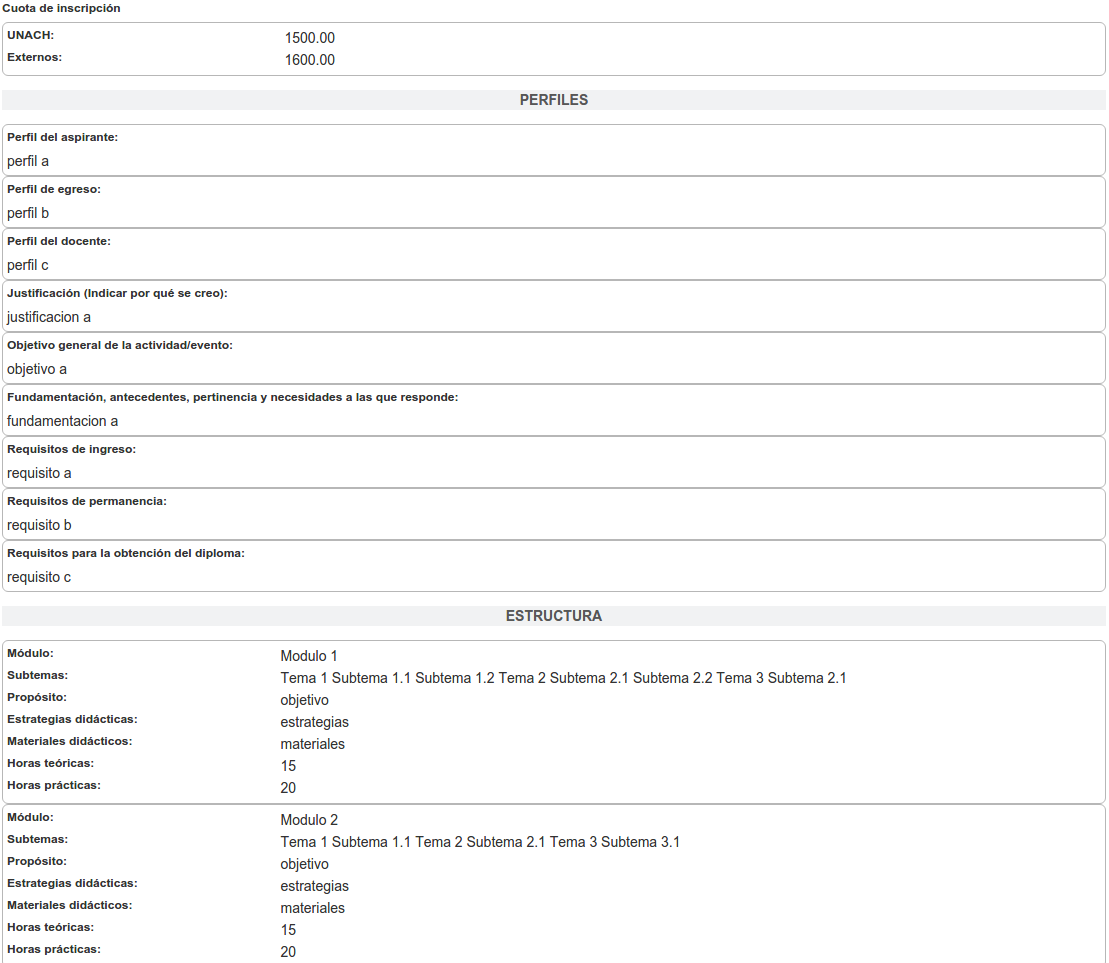 Cuota de inscripción
UNACH: 1500.00
Externos: 1600.00
PERFILES
Perfil del aspirante:
perfil a
Perfil de egreso:
perfil b
Perfil del docente:
perfil c
Justificación (Indicar por qué se creo):
justificacion a
Objetivo general de la actividad/evento:
objetivo a
Fundamentación, antecedentes, pertinencia y necesidades a las que responde:
fundamentacion a
Requisitos de ingreso:
requisito a
Requisitos de permanencia:
requisito b
Requisitos para la obtención del diploma:
requisito c
ESTRUCTURA
Módulo: Modulo 1
Subtemas: Tema 1 Subtema 1.1 Subtema 1.2 Tema 2 Subtema 2.1 Subtema 2.2 Tema 3 Subtema 2.1
Propósito: objetivo
Estrategias didácticas: estrategias
Materiales didácticos: materiales
Horas teóricas: 15
Horas prácticas: 20
Módulo: Modulo 2
Subtemas: Tema 1 Subtema 1.1 Tema 2 Subtema 2.1 Tema 3 Subtema 3.1
Propósito: objetivo
Estrategias didácticas: estrategias
Materiales didácticos: materiales
Horas teóricas: 15
Horas prácticas: 20